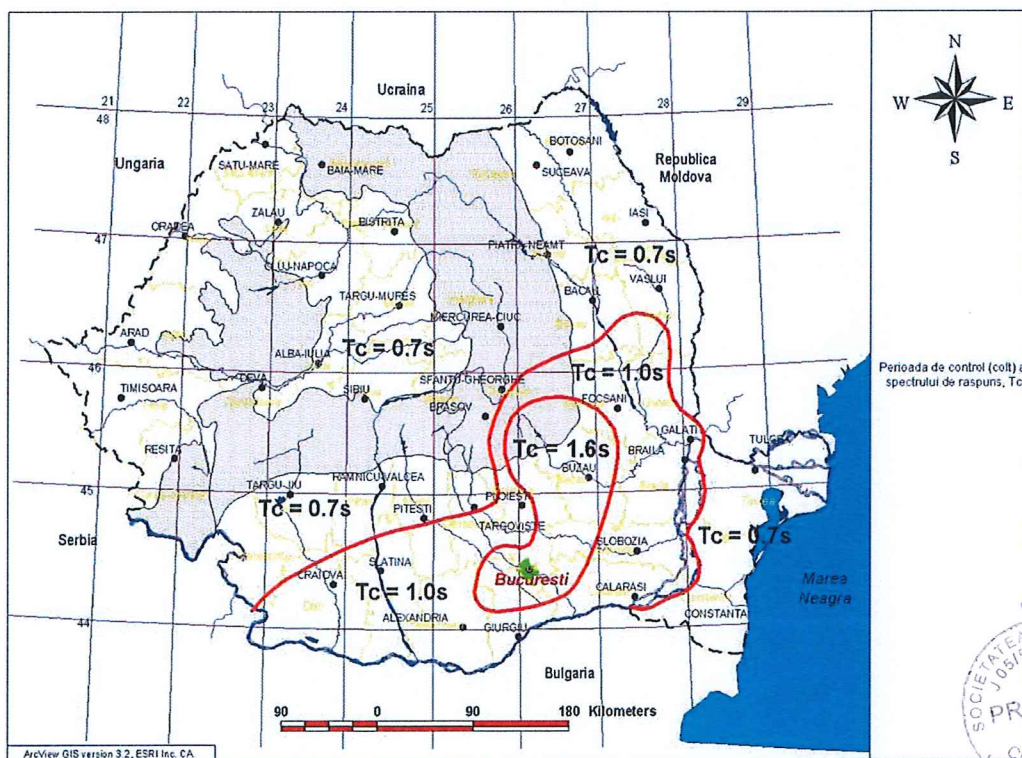 N
W E
S
Ucraina
21 22 23 24 25 26 27 28 29
48
Ungaria
Republica
Moldova
BOTOSANI
SATU-MARE
BAIA-MARE
SUCEAVA
ZALAU
IASI
BISTRITA
ORADEA
47
PIATRA-NEAMT
Tc = 0.7s
CLUJ-NAPOCA
VASLUI
TARGU-MURES
BACAU
MIERCUREA-CIUC
ARAD
Tc = 0.7s
ALBA-IULIA
46
Tc = 1.0s
Perioada de control (colt) a
spectrului de raspuns, Tc
TIMISOARA
DEVA
SIBIU
SFANTU-GHEORGHE
FOCSANI
BRASOV
GALATI
TULCEA
RESITA
Tc = 1.6s
BRAILA
BUZAU
45
TARGU-JIU
RAMNICU-VALCEA
PLOIESTI
Tc = 0.7s
PITESTI
TARGOVISTE
Tc = 0.7s
Serbia
SLOBOZIA
SLATINA
CRAIOVA
Bucuresti
Marea
Neagra
Tc = 1.0s
CALARASI
CONSTANTA
44
ALEXANDRIA
GIURGIU
Bulgaria
90 0 90 180 Kilometers
SOCIETATEA
J05/
PR
ArcView GIS version 3.2, ESRI Inc. CA